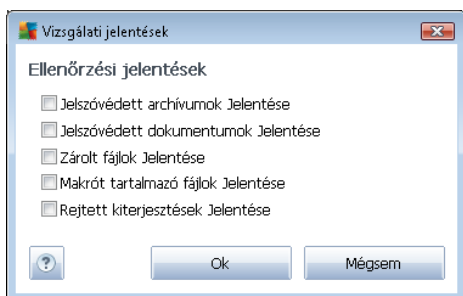 Vizsgálati jelentések
Ellenőrzési jelentések
Jelszóvédett archívumok Jelentése
Jelszóvédett dokumentumok Jelentése
Zárolt fájlok Jelentése
Makrót tartalmazó fájlok Jelentése
Rejtett kiterjesztések Jelentése
? Ok Mégsem